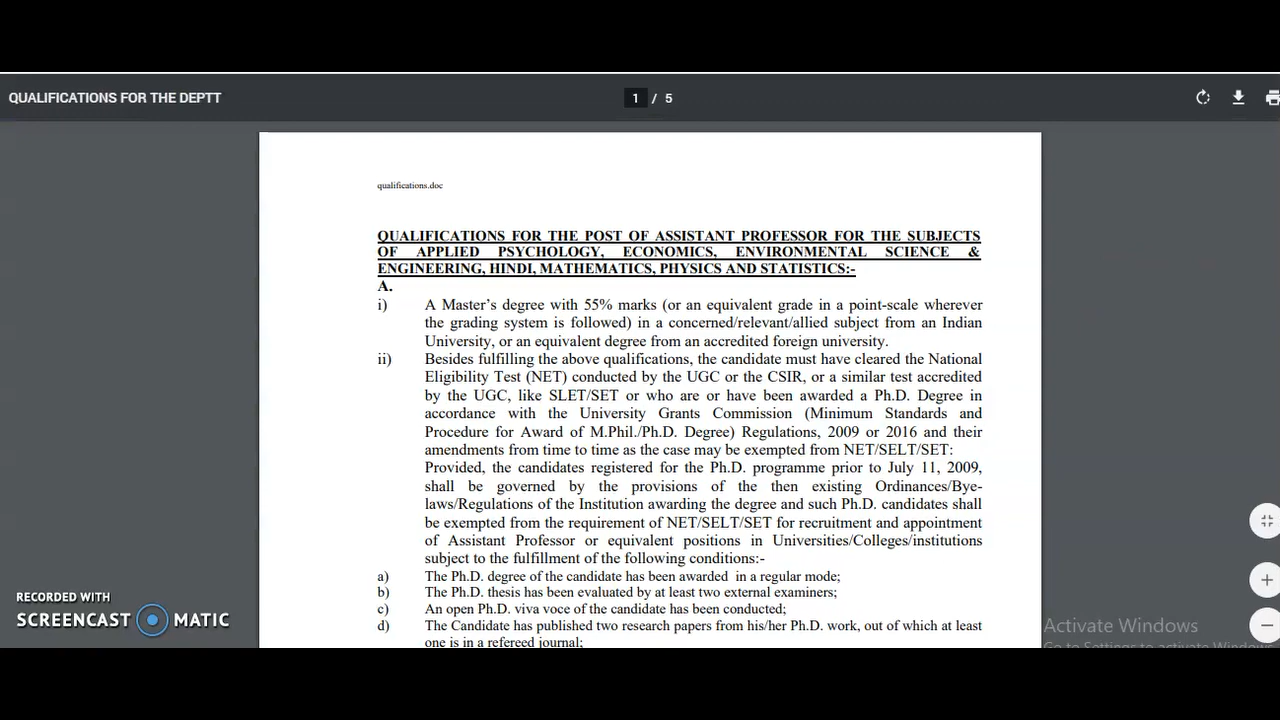 QUALIFICATIONS FOR THE DEPTT
1 / 5
qualifications.doc
QUALIFICATIONS FOR THE POST OF ASSISTANT PROFESSOR FOR THE SUBJECTS
OF APPLIED PSYCHOLOGY, ECONOMICS, ENVIRONMENTAL SCIENCE &
ENGINEERING, HINDI, MATHEMATICS, PHYSICS AND STATISTICS:-
A.
i) A Master's degree with 55% marks (or an equivalent grade in a point-scale wherever
the grading system is followed) in a concerned/relevant/allied subject from an Indian
University, or an equivalent degree from an accredited foreign university.
ii) Besides fulfilling the above qualifications, the candidate must have cleared the National
Eligibility Test (NET) conducted by the UGC or the CSIR, or a similar test accredited
by the UGC, like SLET/SET or who are or have been awarded a Ph.D. Degree in
accordance with the University Grants Commission (Minimum Standards and
Procedure for Award of M.Phil./Ph.D. Degree) Regulations, 2009 or 2016 and their
amendments from time to time as the case may be exempted from NET/SELT/SET:
Provided, the candidates registered for the Ph.D. programme prior to July 11, 2009,
shall be governed by the provisions of the then existing Ordinances/Bye-
laws/Regulations of the Institution awarding the degree and such Ph.D. candidates shall
be exempted from the requirement of NET/SELT/SET for recruitment and appointment
of Assistant Professor or equivalent positions in Universities/Colleges/institutions
subject to the fulfillment of the following conditions:-
a) The Ph.D. degree of the candidate has been awarded in a regular mode;
b) The Ph.D. thesis has been evaluated by at least two external examiners;
c) An open Ph.D. viva voce of the candidate has been conducted;
d) The Candidate has published two research papers from his/her Ph.D. work, out of which at least
one is in a refereed journal;
RECORDED WITH
SCREENCAST MATIC
Activate Windows
Go to Settings to activate Windows